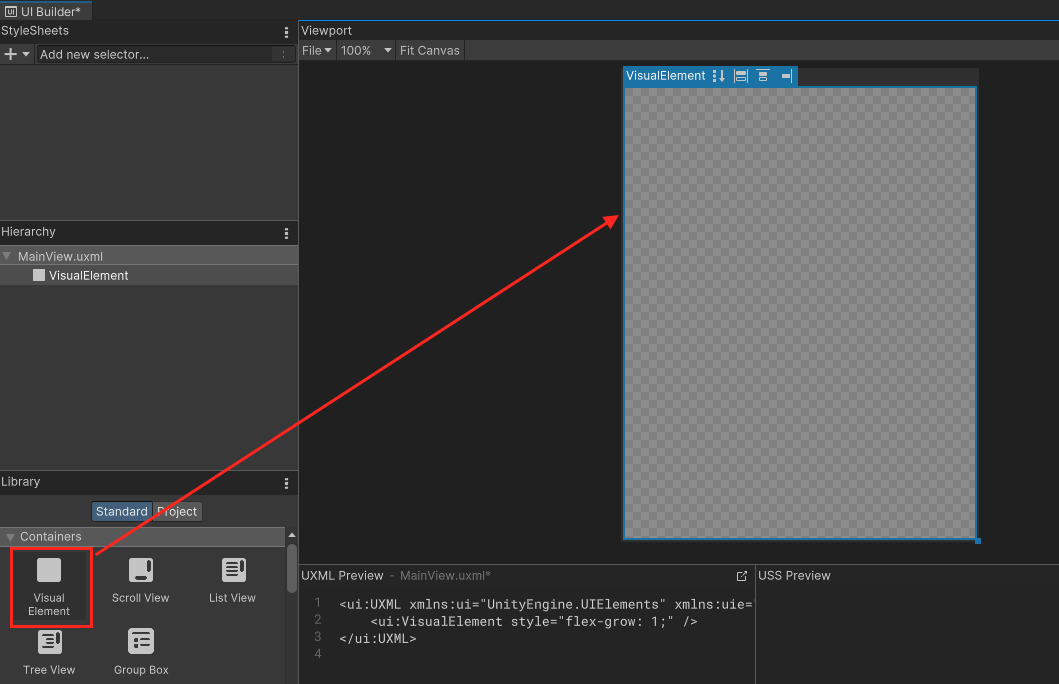 UI Builder*
StyleSheets
Add new selector...
Hierarchy
MainView.uxml
VisualElement
Library
Standard Project
Containers
Visual
Element
Scroll View
List View
Tree View
Group Box
Viewport
File 100% Fit Canvas
VisualElement
UXML Preview - MainView.uxml*
1 <ui:UXML xmlns:ui="UnityEngine.UIElements" xmlns:uie=
2 <ui:VisualElement style="flex-grow: 1;" />
3 </ui:UXML>
4
USS Preview